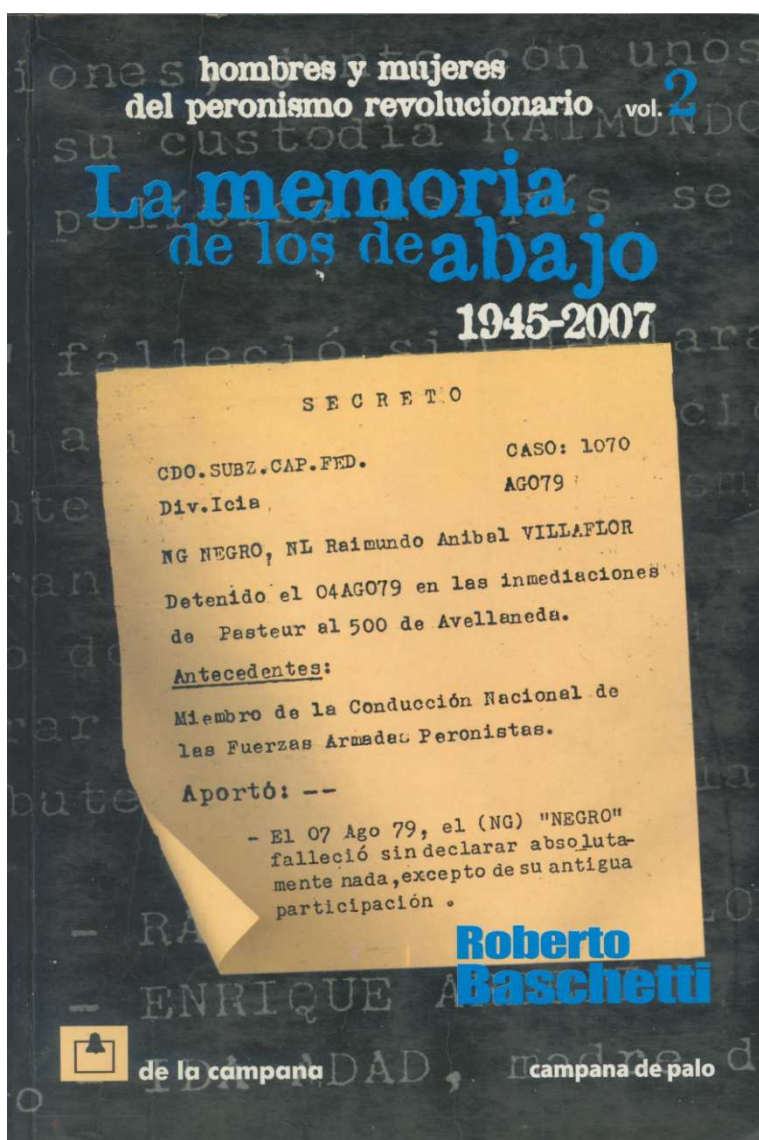 hombres y mujeres
del peronismo revolucionario vol. 2
La memoria
de los de abajo
1945-2007
SECRETO
CDO.SUBZ.CAP.FED. CASO: 1070
Div.Icia AGO79
NG NEGRO, NL Raimundo Anibal VILLAFLOR
Detenido el 04AGO79 en las inmediaciones
de Pasteur al 500 de Avellaneda.
Antecedentes:
Miembro de la Conducción Nacional de
las Fuerzas Armadas Peronistas.
Aportó: --
- El 07 Ago 79, el (NG) "NEGRO"
falleció sin declarar absoluta-
mente nada, excepto de su antigua
participación .
Roberto
Baschetti
- ENRIQUE
de la campana
campana de palo